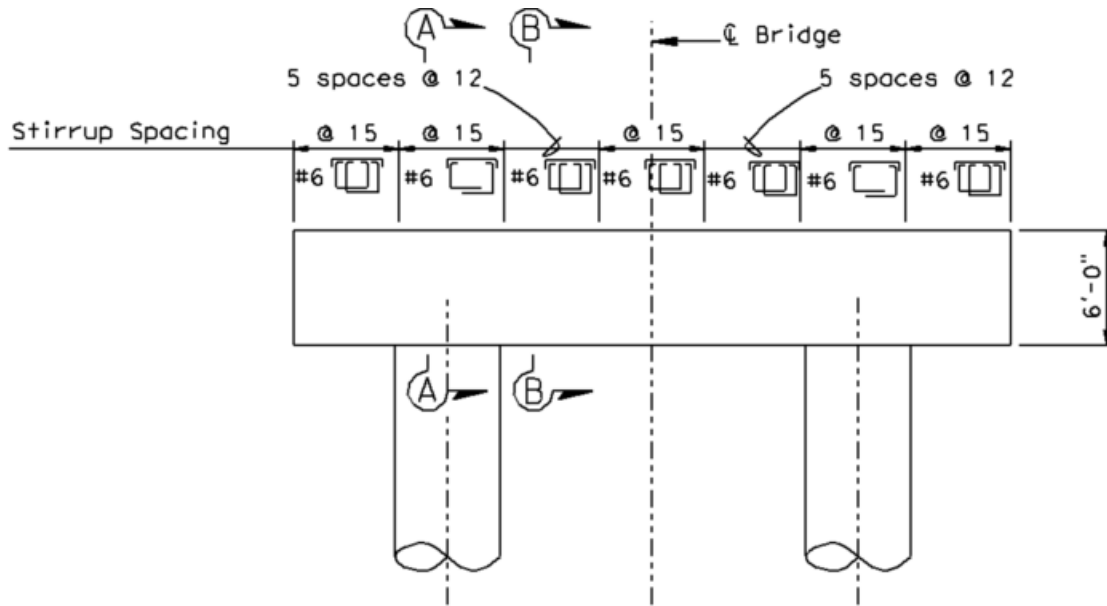 A B ℄ Bridge
5 spaces @ 12 5 spaces @ 12
Stirrup Spacing @ 15 @ 15 @ 15 @ 15 @ 15
#6 #6 #6 #6 #6 #6 #6
6'-0"
A B